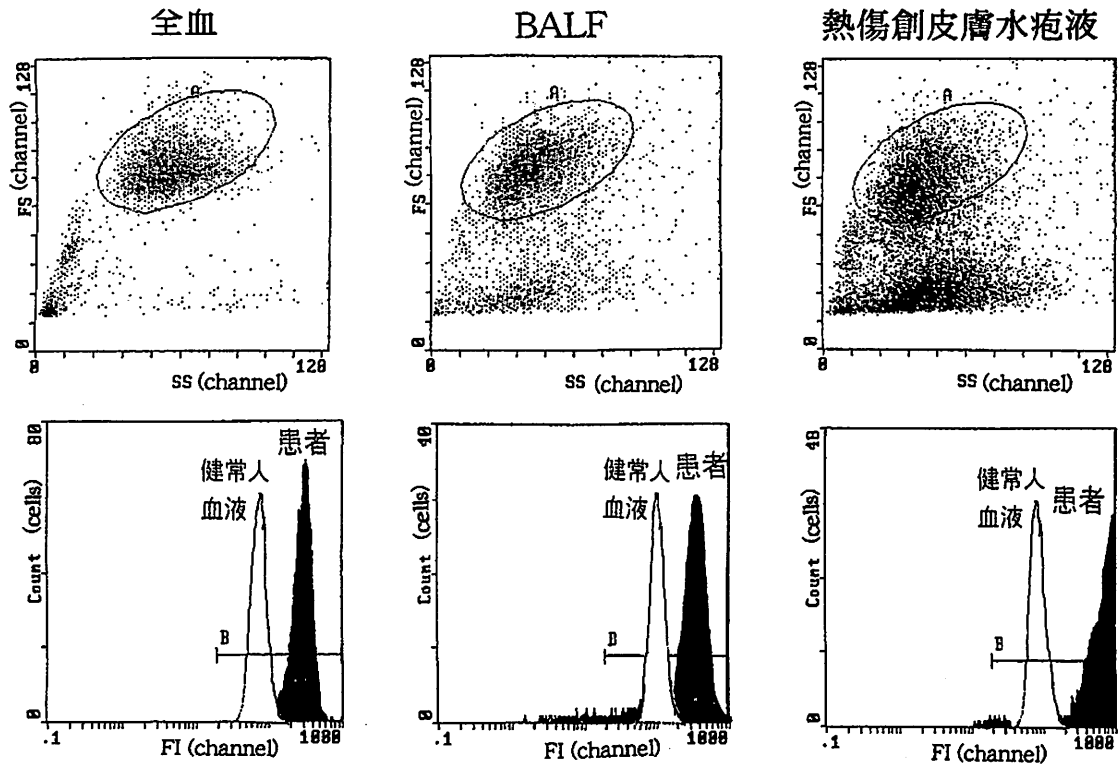 全血
BALF
熱傷創皮膚水疱液
128
FS (channel)
0
A
0
SS (channel)
128
128
FS (channel)
0
A
0
SS (channel)
128
128
FS (channel)
0
A
0
SS (channel)
128
80
Count (cells)
0
健常人
血液
患者
B
.1
FI (channel)
1000
40
Count (cells)
0
健常人
血液
患者
B
.1
FI (channel)
1000
48
Count (cells)
0
健常人
血液
患者
B
.1
FI (channel)
1000